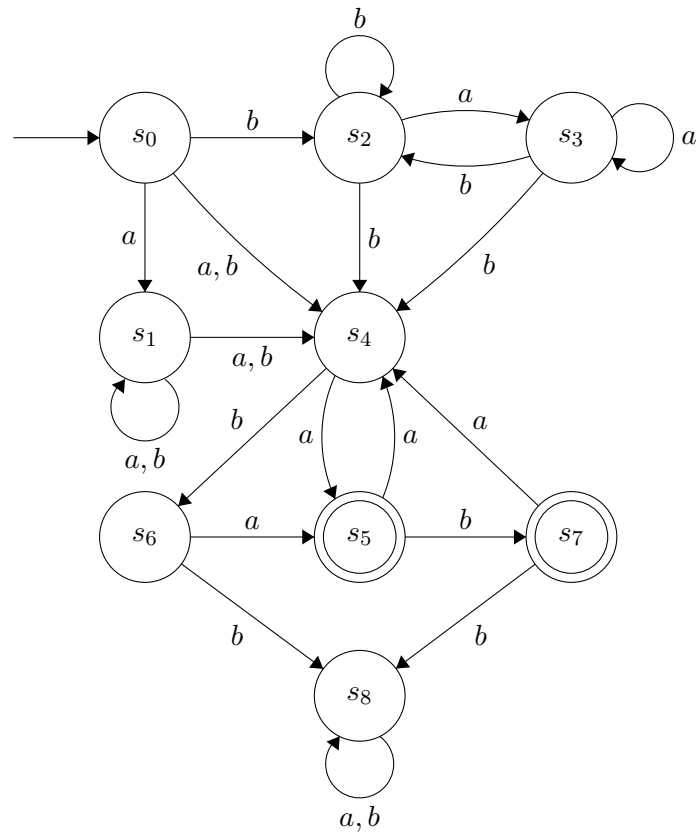 b
s0 b s2 a s3 a
b
a a, b b b
s1 a, b s4
a, b b a a a
s6 a s5 b s7
b b
s8
a, b